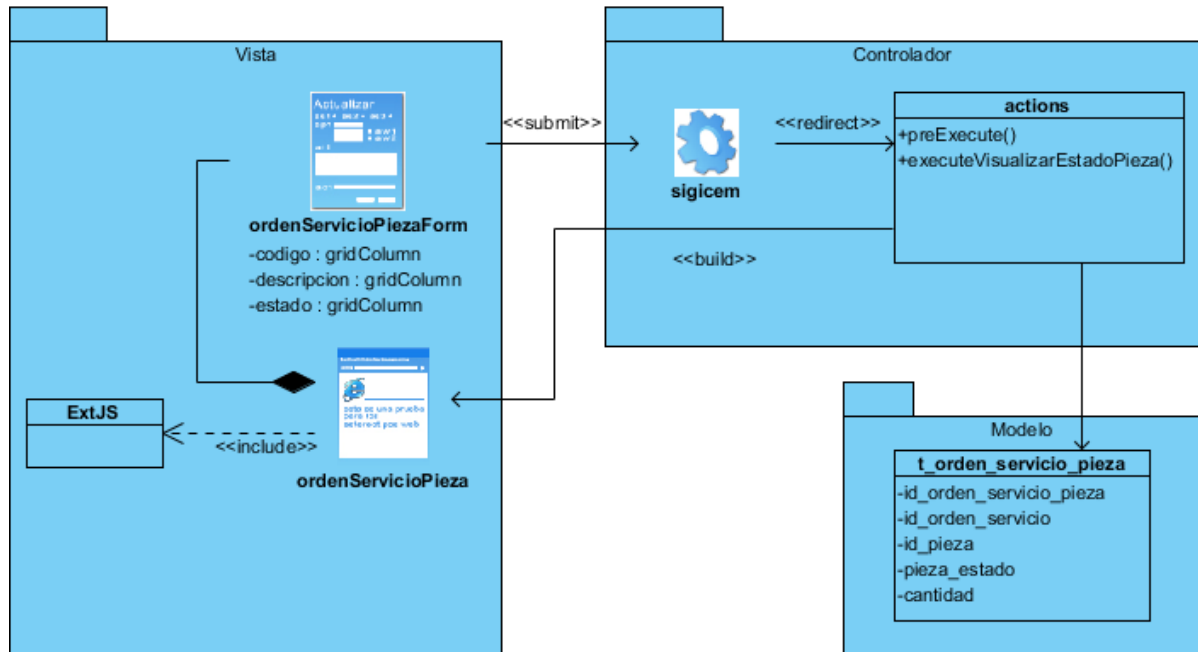 Vista
Actualizar
<<submit>>
ordenServicioPiezaForm
-codigo : gridColumn
-descripcion : gridColumn
-estado : gridColumn
ExtJS
<<include>>
ordenServicioPieza
Controlador
sigicem
<<redirect>>
actions
+preExecute()
+executeVisualizarEstadoPieza()
<<build>>
Modelo
t_orden_servicio_pieza
-id_orden_servicio_pieza
-id_orden_servicio
-id_pieza
-pieza_estado
-cantidad